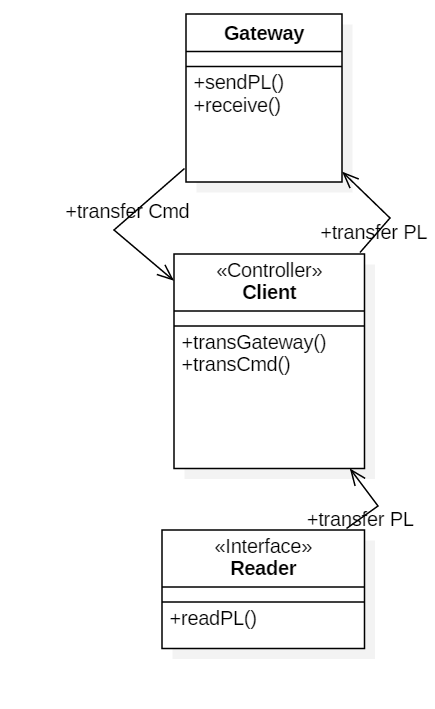 Gateway
+sendPL()
+receive()
+transfer Cmd
+transfer PL
«Controller»
Client
+transGateway()
+transCmd()
+transfer PL
«Interface»
Reader
+readPL()